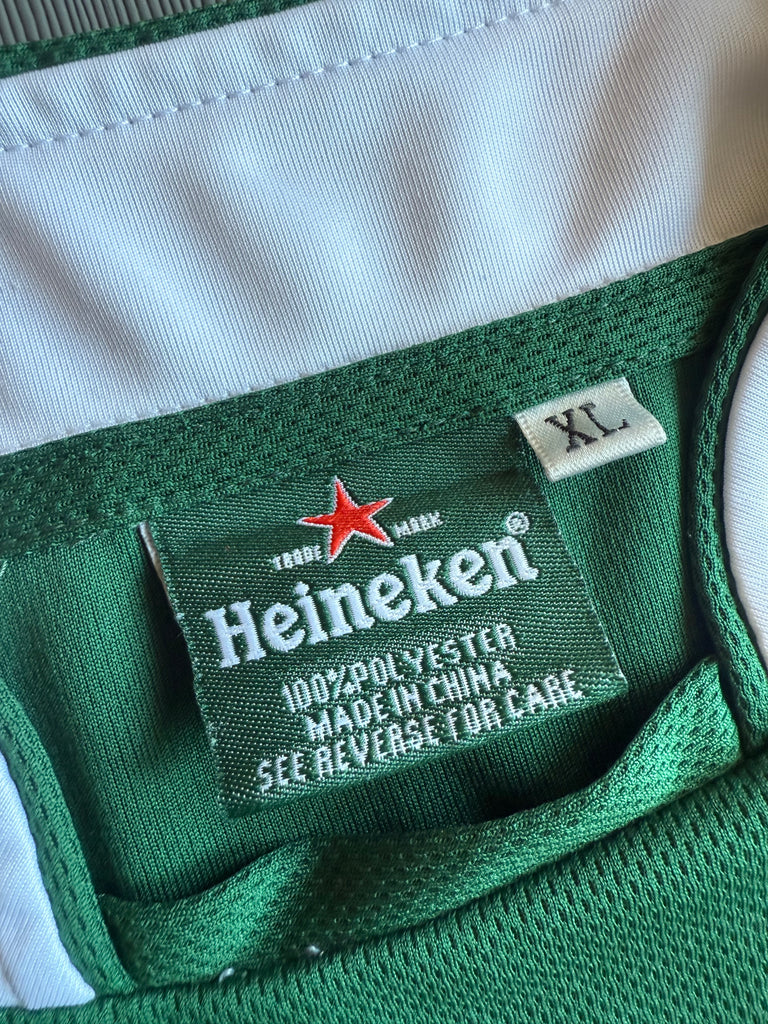 XL
TRADE MARK
Heineken®
100%POLYESTER
MADE IN CHINA
SEE REVERSE FOR CARE